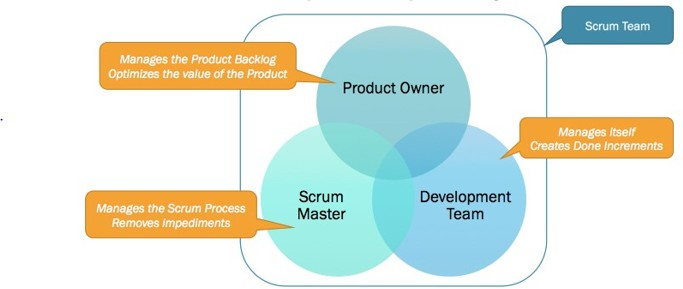 Scrum Team
Manages the Product Backlog
Optimizes the value of the Product
Product Owner
Manages Itself
Creates Done Increments
Scrum
Master
Development
Team
Manages the Scrum Process
Removes impediments